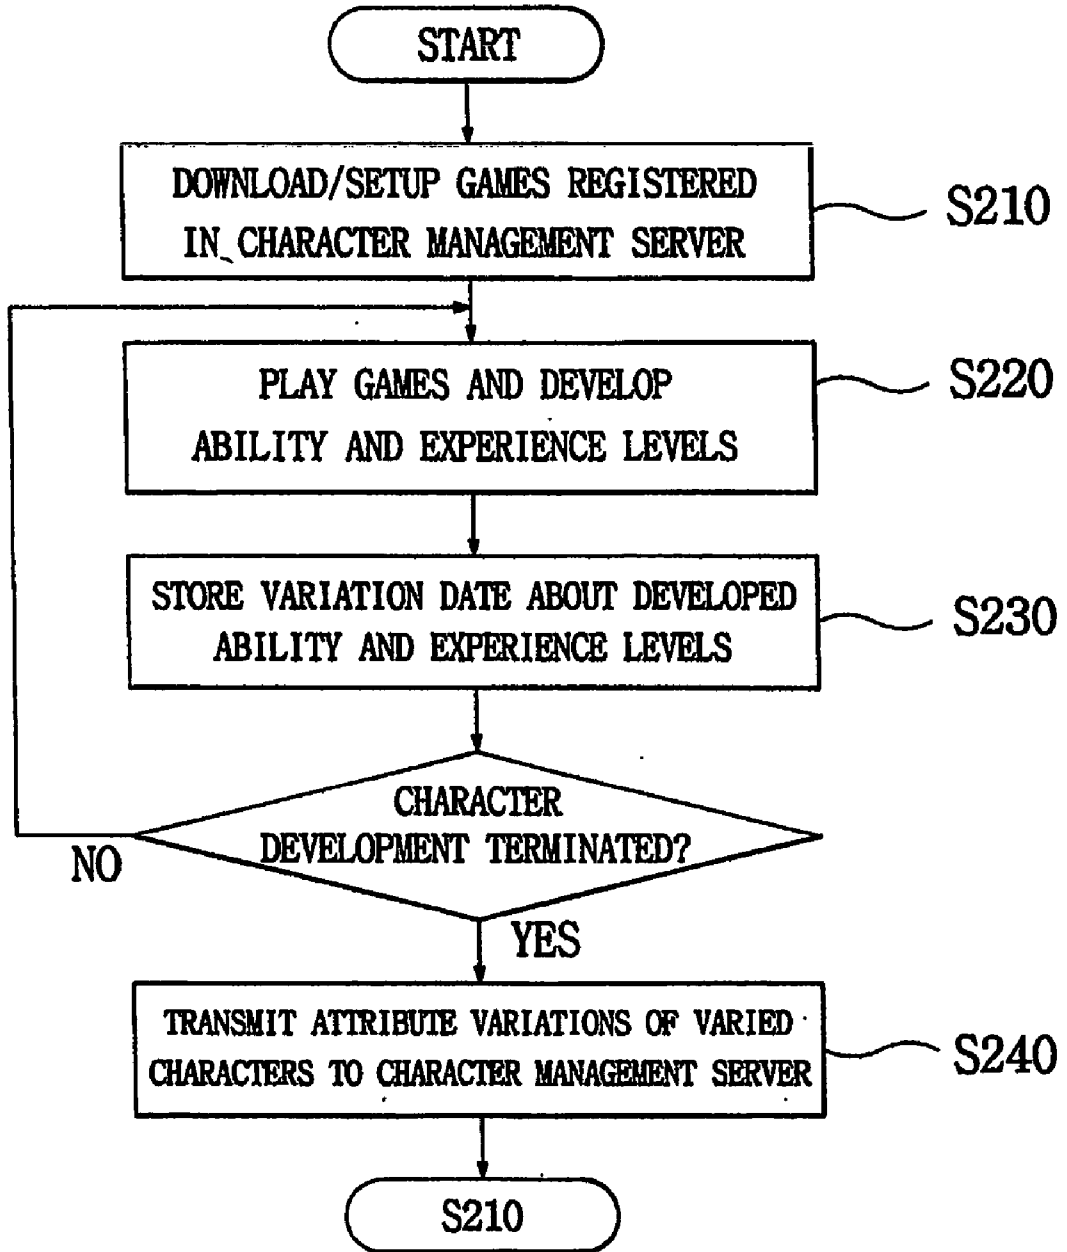 START
DOWNLOAD/SETUP GAMES REGISTERED
IN CHARACTER MANAGEMENT SERVER
S210
PLAY GAMES AND DEVELOP
ABILITY AND EXPERIENCE LEVELS
S220
STORE VARIATION DATE ABOUT DEVELOPED
ABILITY AND EXPERIENCE LEVELS
S230
CHARACTER
DEVELOPMENT TERMINATED?
NO
YES
TRANSMIT ATTRIBUTE VARIATIONS OF VARIED
CHARACTERS TO CHARACTER MANAGEMENT SERVER
S240
S210